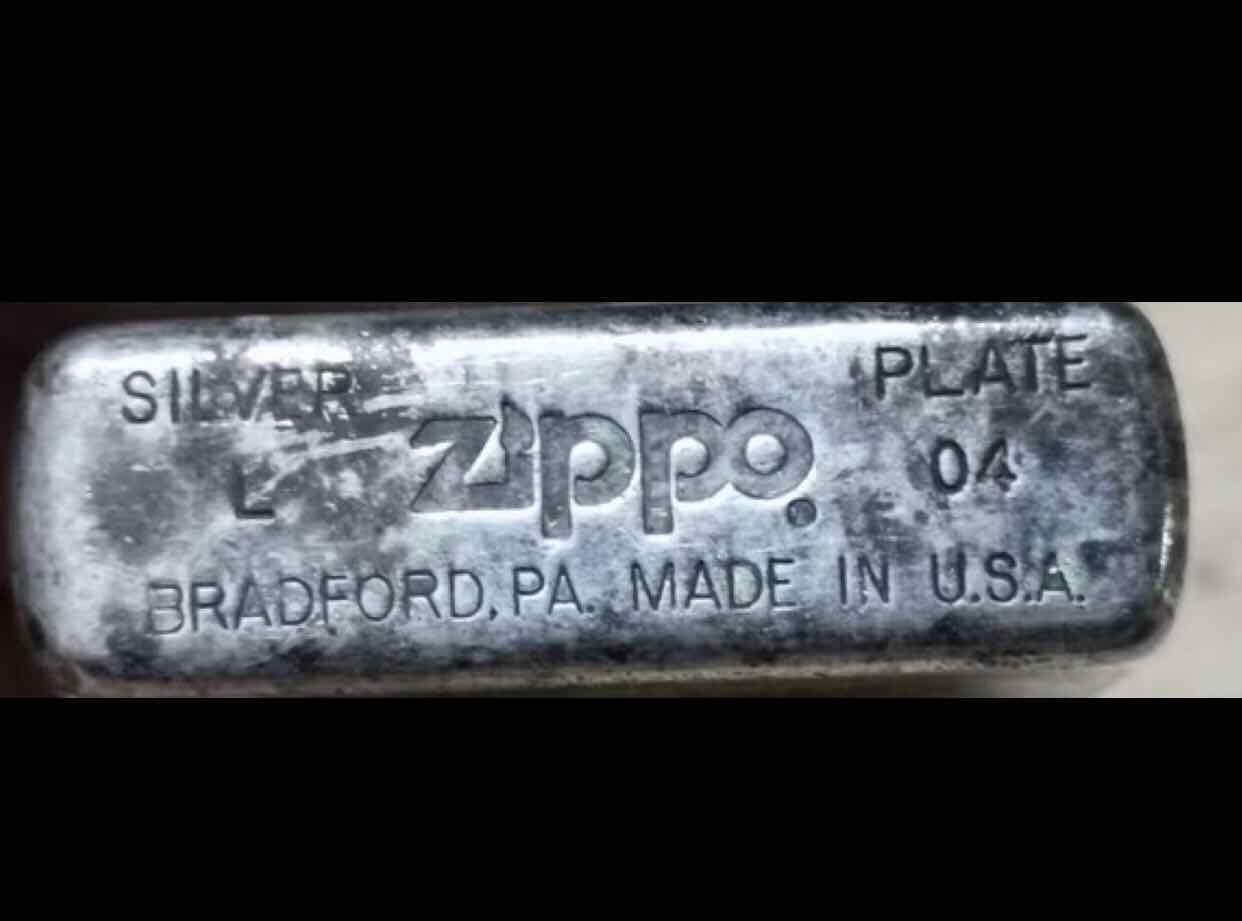 SILVER PLATE
L zippo® 04
BRADFORD, PA. MADE IN U.S.A.